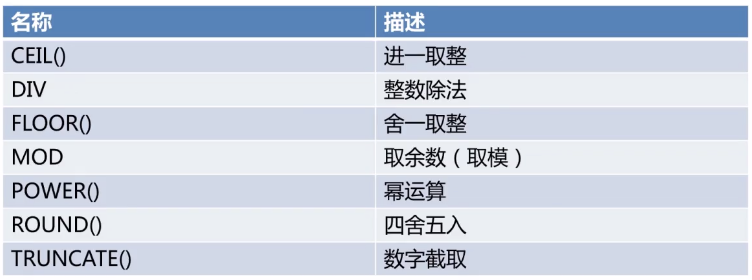 名称 描述
CEIL() 进一取整
DIV 整数除法
FLOOR() 舍一取整
MOD 取余数（取模）
POWER() 幂运算
ROUND() 四舍五入
TRUNCATE() 数字截取